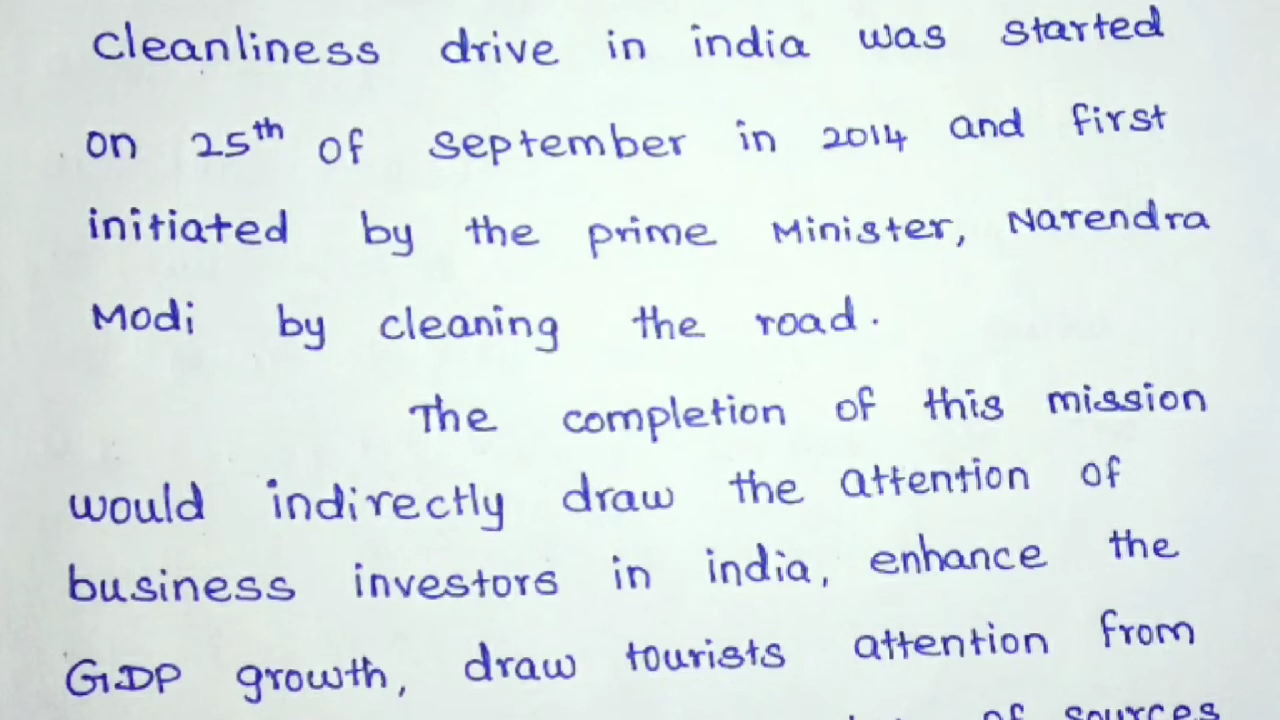 cleanliness drive in india was started
on 25th of september in 2014 and first
initiated by the prime Minister, Narendra
Modi by cleaning the road.
The completion of this mission
would indirectly draw the attention of
business investors in india, enhance the
GDP growth, draw tourists attention from
of sources